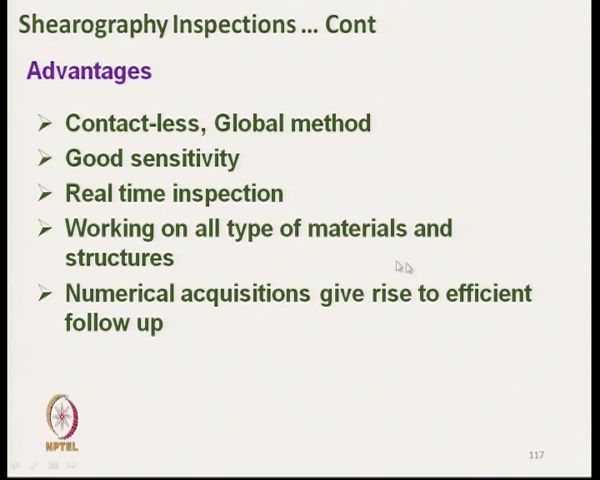 Shearography Inspections ... Cont
Advantages
➢ Contact-less, Global method
➢ Good sensitivity
➢ Real time inspection
➢ Working on all type of materials and
structures
➢ Numerical acquisitions give rise to efficient
follow up
NPTEL
117